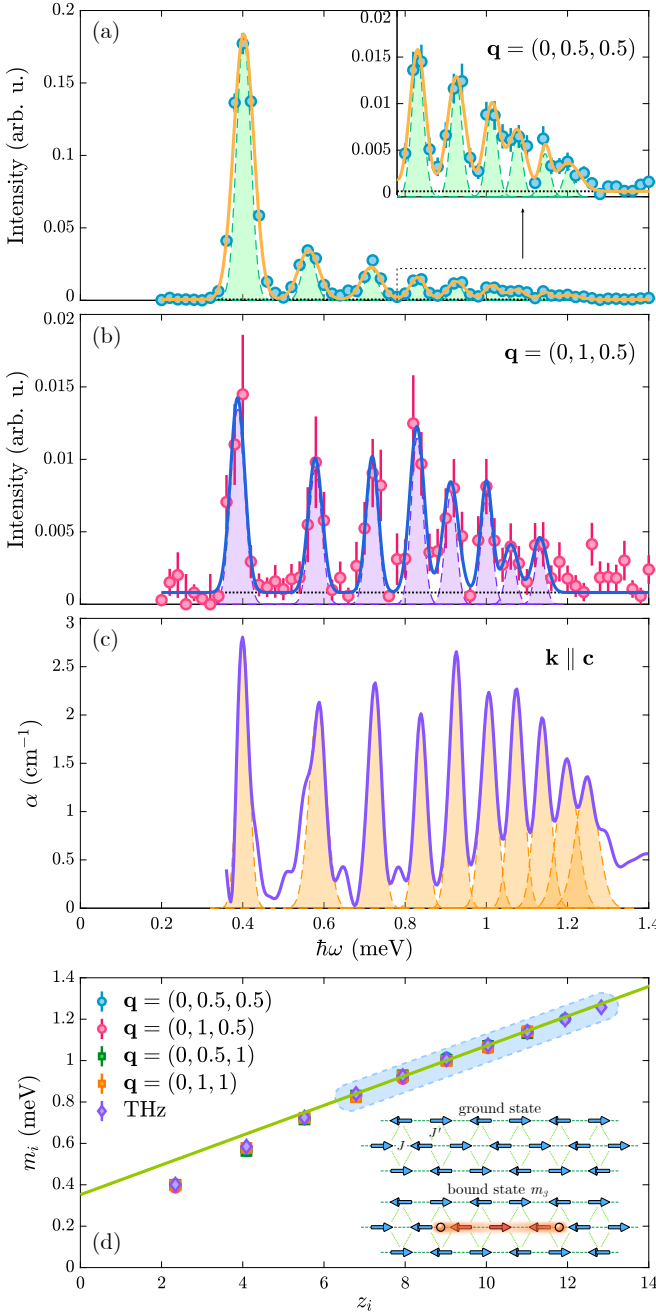 (a)
q = (0, 0.5, 0.5)
Intensity (arb. u.)
0.2
0.15
0.1
0.05
0
0.02
0.015
0.01
0.005
0
(b)
q = (0, 1, 0.5)
Intensity (arb. u.)
0.02
0.015
0.01
0.005
0
(c)
k ∥ c
α (cm⁻¹)
3
2.5
2
1.5
1
0.5
0
0 0.2 0.4 0.6 0.8 1 1.2 1.4
ħω (meV)
1.4
1.2
1
0.8
0.6
0.4
0.2
0
mᵢ (meV)
q = (0, 0.5, 0.5)
q = (0, 1, 0.5)
q = (0, 0.5, 1)
q = (0, 1, 1)
THz
ground state
J'
J
bound state m₃
(d)
0 2 4 6 8 10 12 14
zᵢ